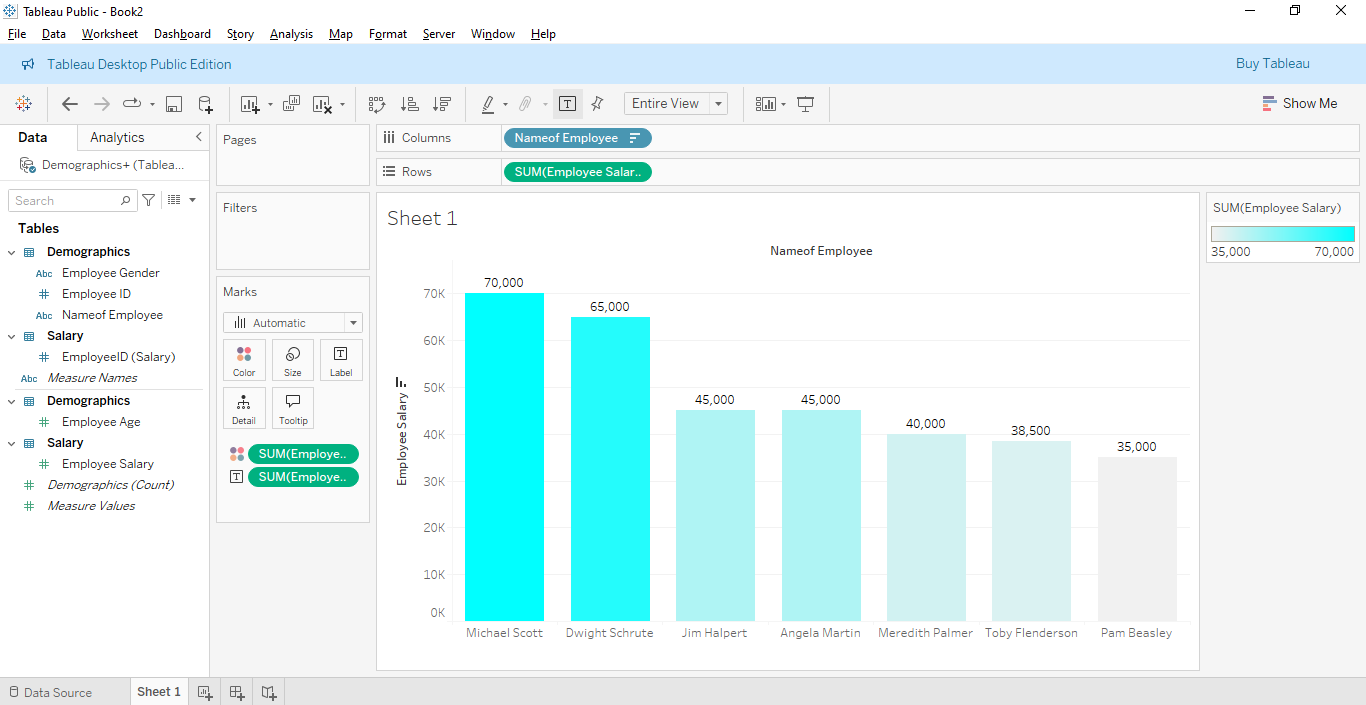 Tableau Public - Book2
File Data Worksheet Dashboard Story Analysis Map Format Server Window Help
Tableau Desktop Public Edition
Buy Tableau
Entire View
Show Me
Data
Analytics
Demographics+ (Tablea...
Search
Tables
Demographics
Abc Employee Gender
# Employee ID
Abc Nameof Employee
Salary
# EmployeeID (Salary)
Abc Measure Names
Demographics
# Employee Age
Salary
# Employee Salary
# Demographics (Count)
# Measure Values
Pages
Filters
Marks
Automatic
Color Size Label
Detail Tooltip
SUM(Employe..
T SUM(Employe..
Columns
Nameof Employee
Rows
SUM(Employee Salar..
Sheet 1
Nameof Employee
Employee Salary
70K
60K
50K
40K
30K
20K
10K
0K
70,000
65,000
45,000
45,000
40,000
38,500
35,000
Michael Scott
Dwight Schrute
Jim Halpert
Angela Martin
Meredith Palmer
Toby Flenderson
Pam Beasley
SUM(Employee Salary)
35,000 70,000
Data Source
Sheet 1